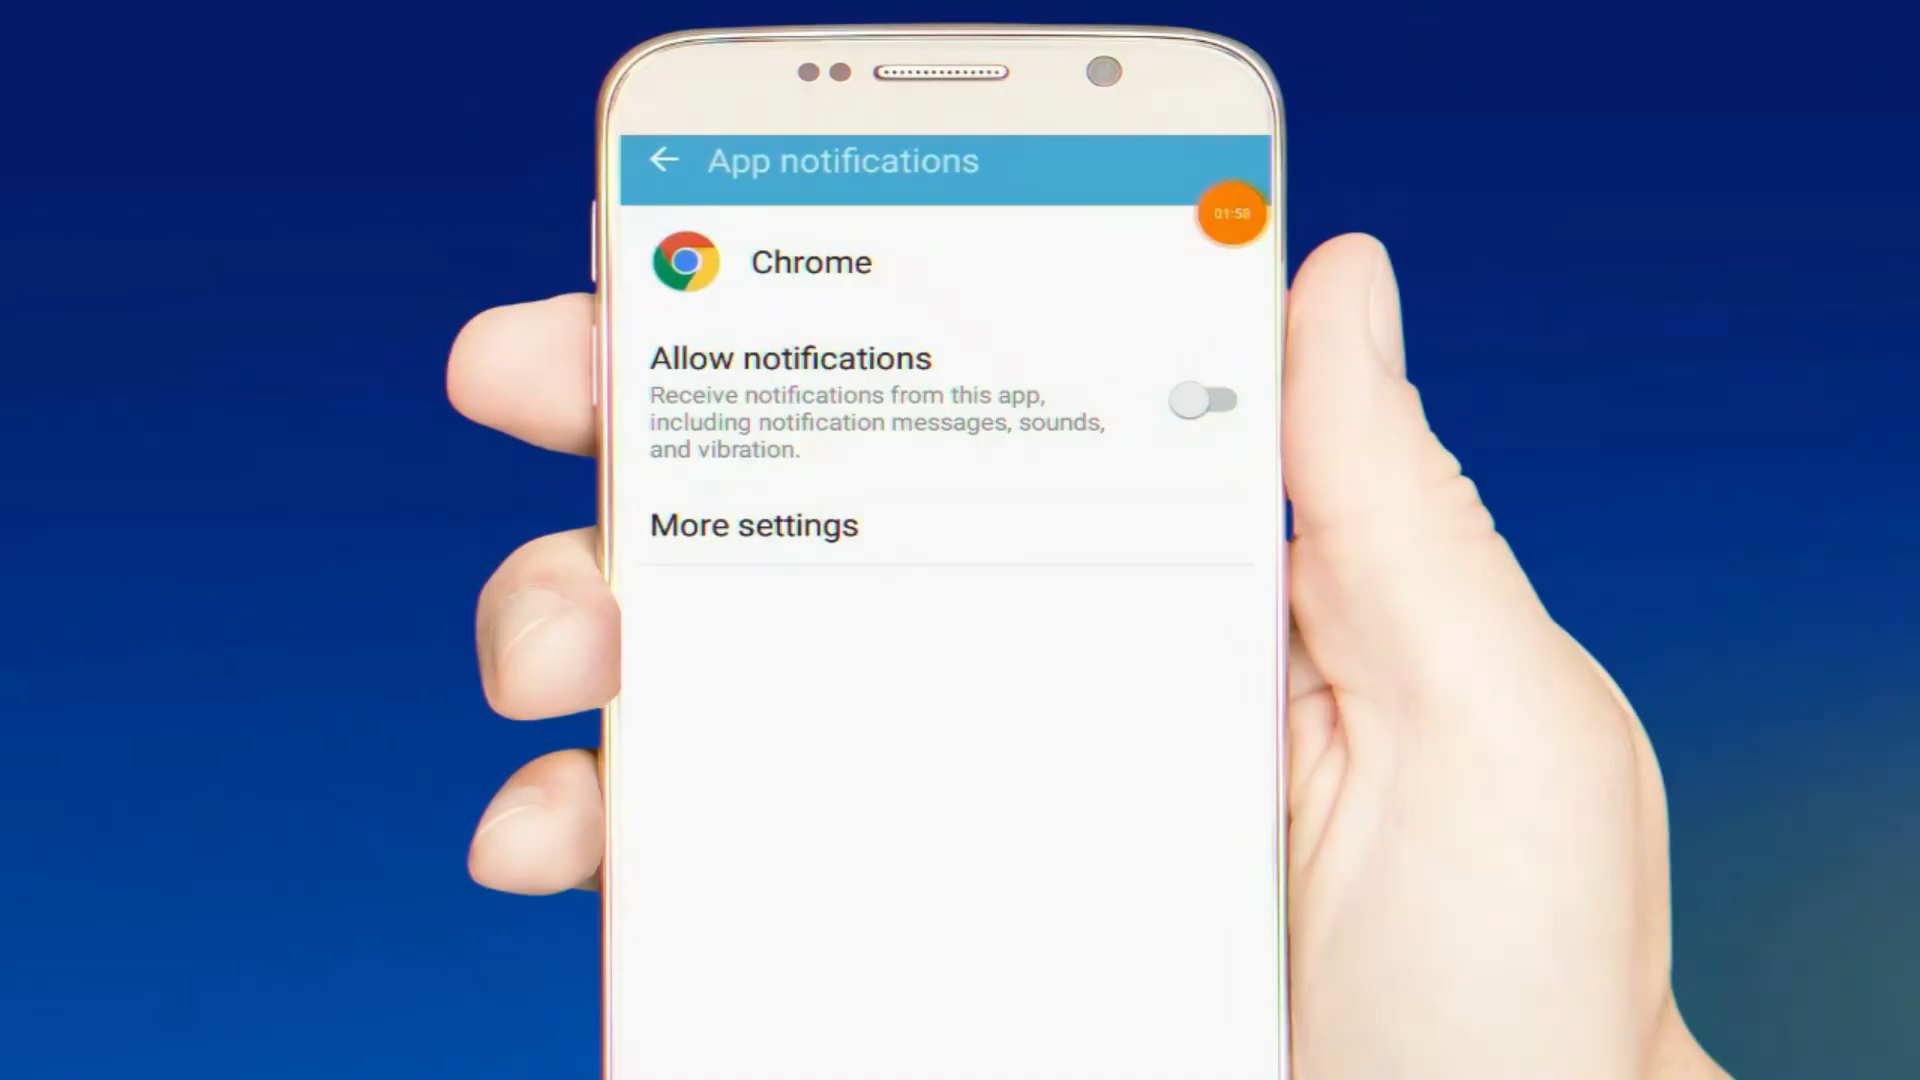 App notifications
01:58
Chrome
Allow notifications
Receive notifications from this app,
including notification messages, sounds,
and vibration.
More settings